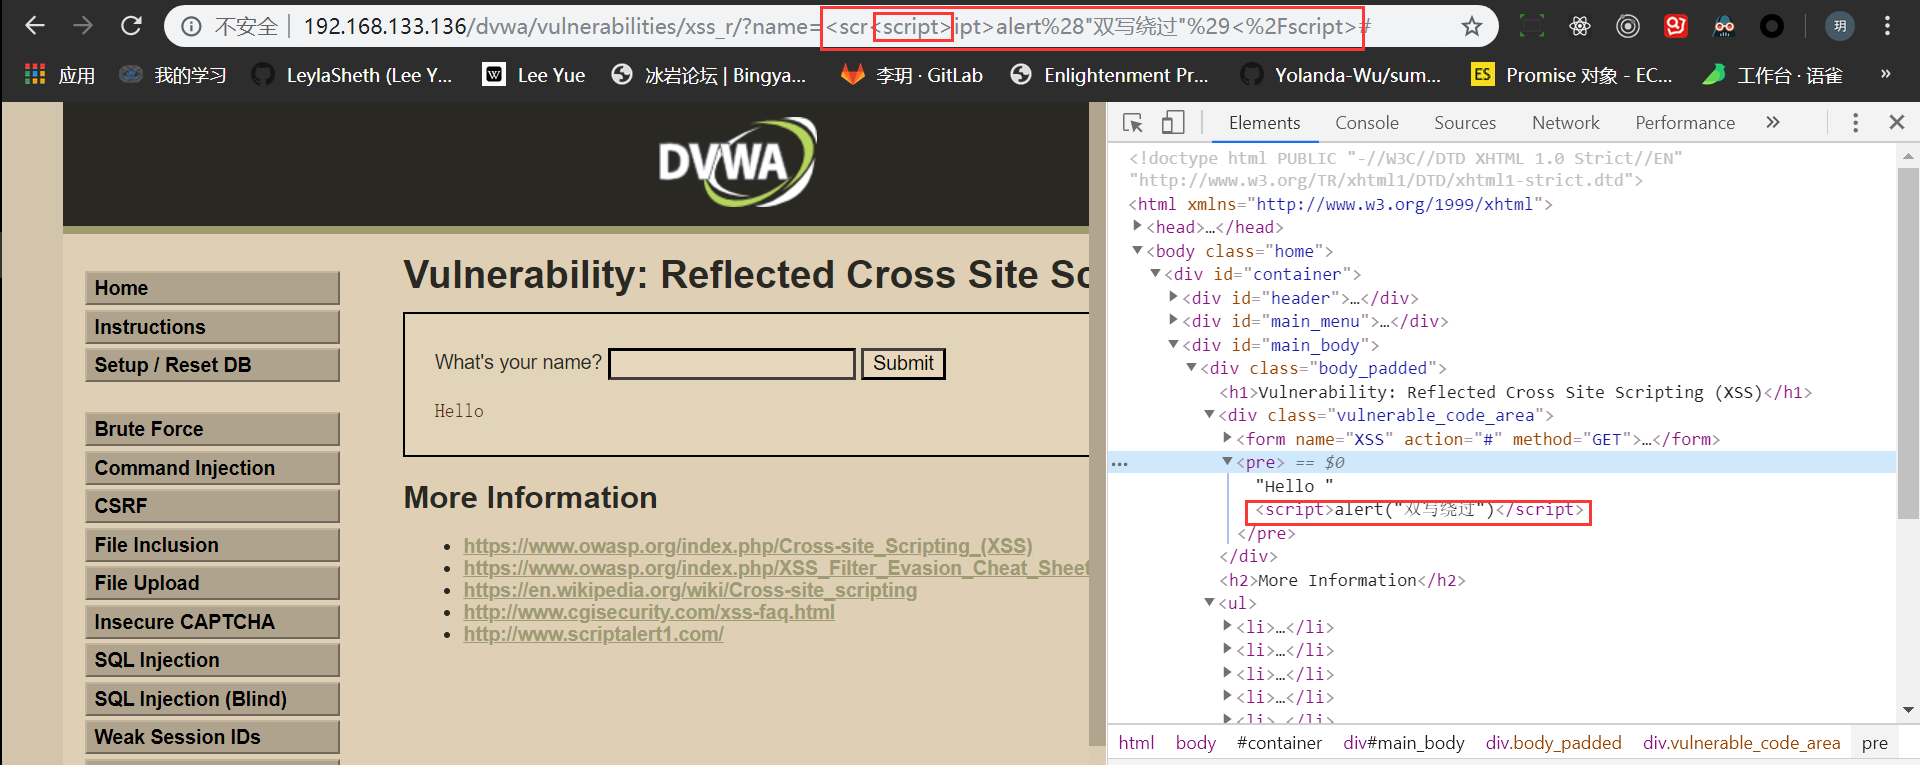 不安全 | 192.168.133.136/dvwa/vulnerabilities/xss_r/?name=<scr<script>ipt>alert%28"双写绕过"%29<%2Fscript>#
玥
应用 我的学习 LeylaSheth (Lee Y... Lee Yue 冰岩论坛 | Bingya... 李玥 · GitLab Enlightenment Pr... Yolanda-Wu/sum... ES Promise 对象 - EC... 工作台 · 语雀 »
DVWA
Home
Instructions
Setup / Reset DB
Brute Force
Command Injection
CSRF
File Inclusion
File Upload
Insecure CAPTCHA
SQL Injection
SQL Injection (Blind)
Weak Session IDs
Vulnerability: Reflected Cross Site Sc
What's your name? Submit
Hello
More Information
• https://www.owasp.org/index.php/Cross-site_Scripting_(XSS)
• https://www.owasp.org/index.php/XSS_Filter_Evasion_Cheat_Sheet
• https://en.wikipedia.org/wiki/Cross-site_scripting
• http://www.cgisecurity.com/xss-faq.html
• http://www.scriptalert1.com/
Elements Console Sources Network Performance »
<!doctype html PUBLIC "-//W3C//DTD XHTML 1.0 Strict//EN"
"http://www.w3.org/TR/xhtml1/DTD/xhtml1-strict.dtd">
<html xmlns="http://www.w3.org/1999/xhtml">
<head>…</head>
<body class="home">
<div id="container">
<div id="header">…</div>
<div id="main_menu">…</div>
<div id="main_body">
<div class="body_padded">
<h1>Vulnerability: Reflected Cross Site Scripting (XSS)</h1>
<div class="vulnerable_code_area">
<form name="XSS" action="#" method="GET">…</form>
<pre> == $0
"Hello "
<script>alert("双写绕过")</script>
</pre>
</div>
<h2>More Information</h2>
<ul>
<li>…</li>
<li>…</li>
<li>…</li>
<li>…</li>
<li>…</li>
html body #container div#main_body div.body_padded div.vulnerable_code_area pre